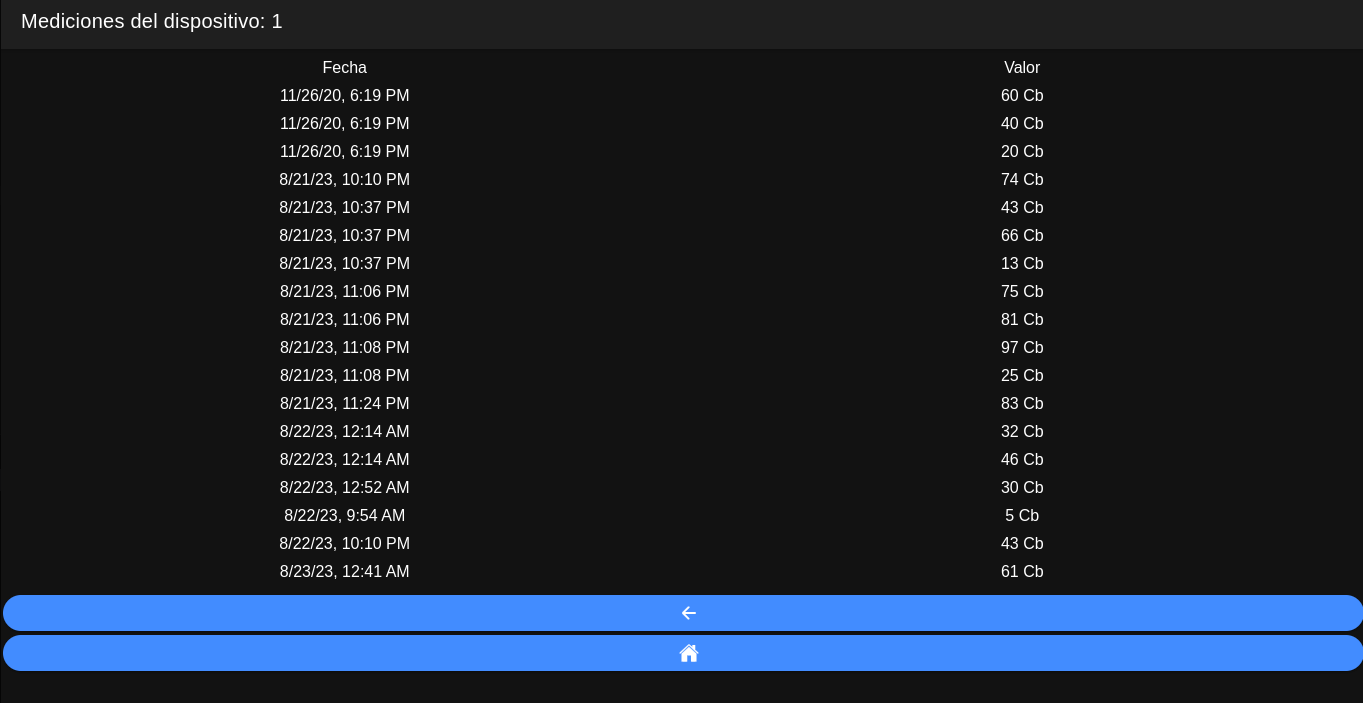 Mediciones del dispositivo: 1
Fecha Valor
11/26/20, 6:19 PM 60 Cb
11/26/20, 6:19 PM 40 Cb
11/26/20, 6:19 PM 20 Cb
8/21/23, 10:10 PM 74 Cb
8/21/23, 10:37 PM 43 Cb
8/21/23, 10:37 PM 66 Cb
8/21/23, 10:37 PM 13 Cb
8/21/23, 11:06 PM 75 Cb
8/21/23, 11:06 PM 81 Cb
8/21/23, 11:08 PM 97 Cb
8/21/23, 11:08 PM 25 Cb
8/21/23, 11:24 PM 83 Cb
8/22/23, 12:14 AM 32 Cb
8/22/23, 12:14 AM 46 Cb
8/22/23, 12:52 AM 30 Cb
8/22/23, 9:54 AM 5 Cb
8/22/23, 10:10 PM 43 Cb
8/23/23, 12:41 AM 61 Cb